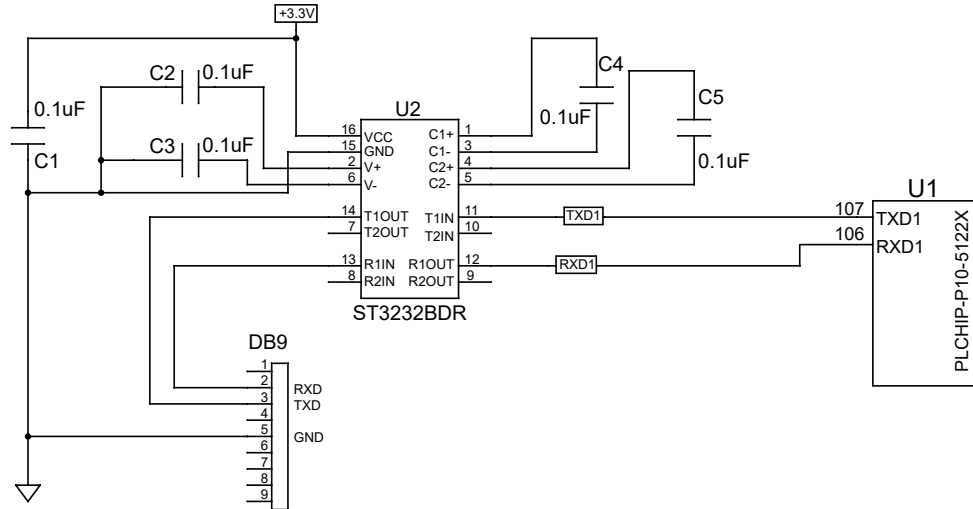 +3.3V
C2
0.1uF
C4
0.1uF
C5
0.1uF
C1
U2
0.1uF
C3
0.1uF
0.1uF
16
VCC
C1+
1
15
GND
C1-
3
2
V+
C2+
4
6
V-
C2-
5
14
T1OUT
T1IN
11
TXD1
7
T2OUT
T2IN
10
13
R1IN
R1OUT
12
RXD1
8
R2IN
R2OUT
9
ST3232BDR
U1
107
TXD1
106
RXD1
PLCHIP-P10-5122X
DB9
1
2
RXD
3
TXD
4
5
GND
6
7
8
9